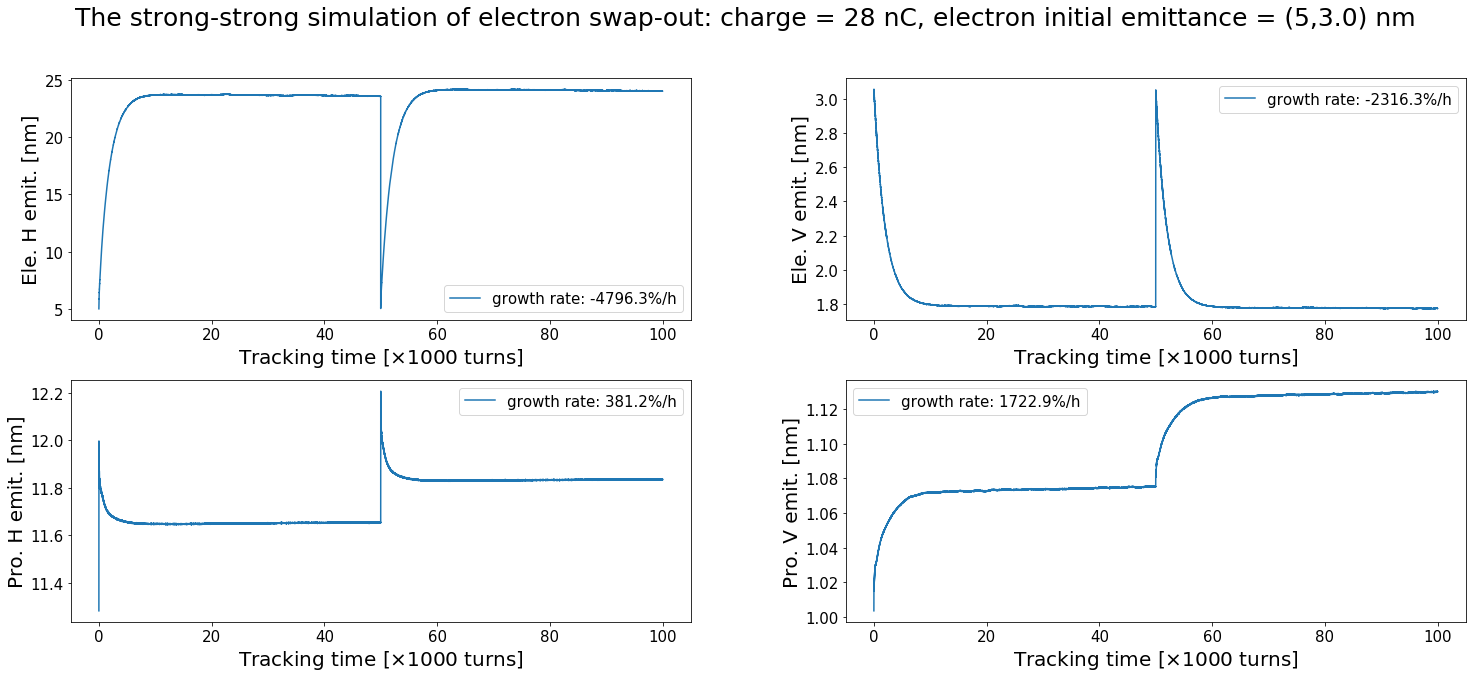 The strong-strong simulation of electron swap-out: charge = 28 nC, electron initial emittance = (5,3.0) nm
Ele. H emit. [nm]
25
20
15
10
5
growth rate: -4796.3%/h
0 20 40 60 80 100
Tracking time [×1000 turns]
Ele. V emit. [nm]
3.0
2.8
2.6
2.4
2.2
2.0
1.8
growth rate: -2316.3%/h
0 20 40 60 80 100
Tracking time [×1000 turns]
Pro. H emit. [nm]
12.2
12.0
11.8
11.6
11.4
growth rate: 381.2%/h
0 20 40 60 80 100
Tracking time [×1000 turns]
Pro. V emit. [nm]
1.12
1.10
1.08
1.06
1.04
1.02
1.00
growth rate: 1722.9%/h
0 20 40 60 80 100
Tracking time [×1000 turns]